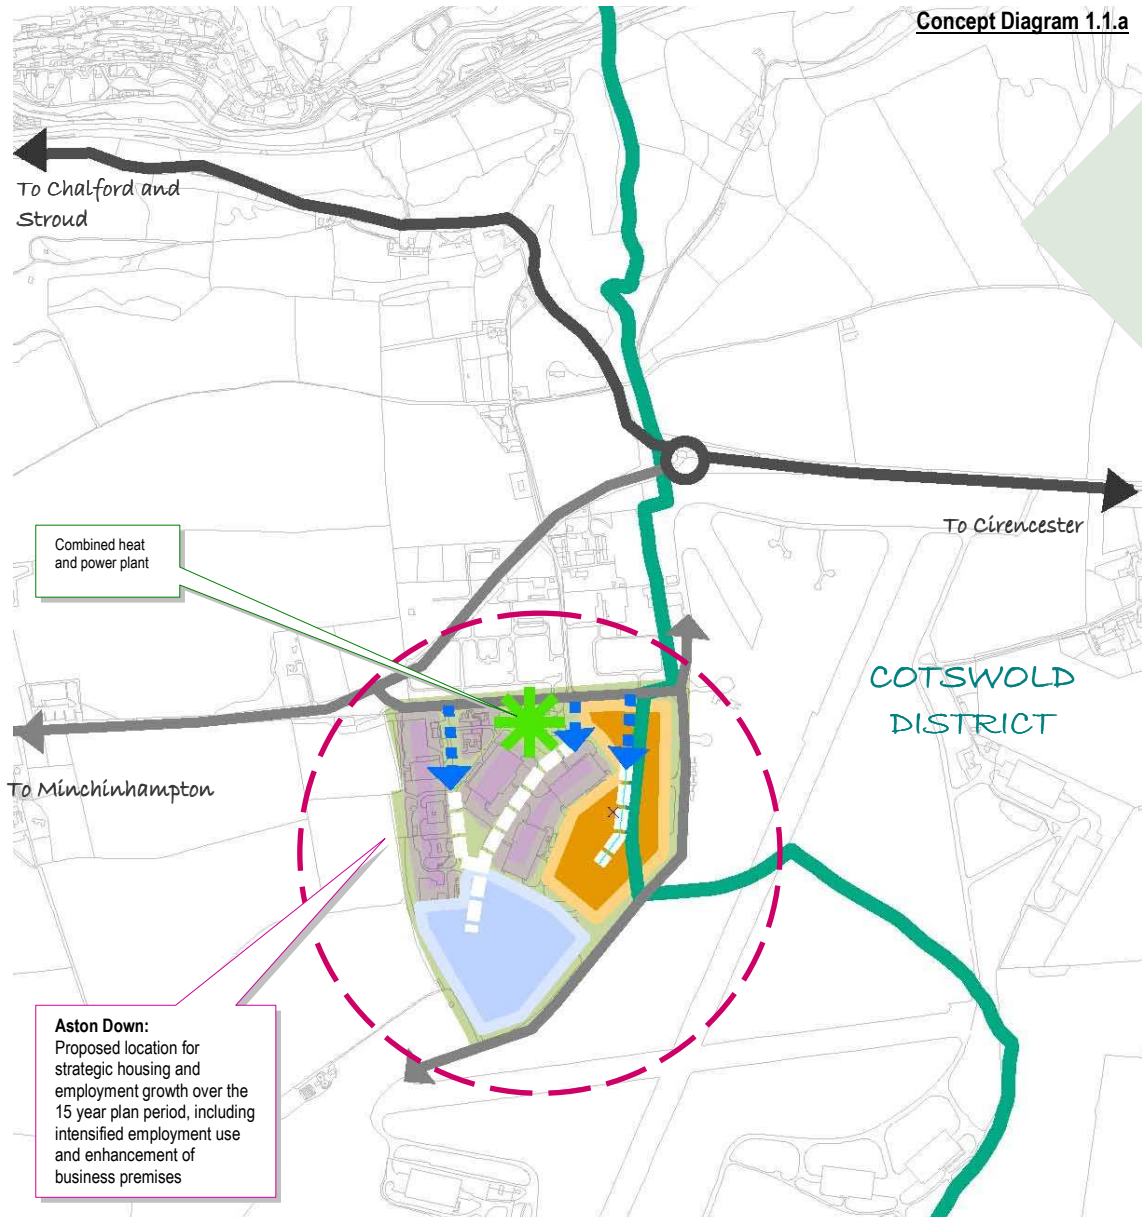 Concept Diagram 1.1.a
To Chalford and
Stroud
To Cirencester
Combined heat
and power plant
COTSWOLD
DISTRICT
To Minchinhampton
Aston Down:
Proposed location for
strategic housing and
employment growth over the
15 year plan period, including
intensified employment use
and enhancement of
business premises